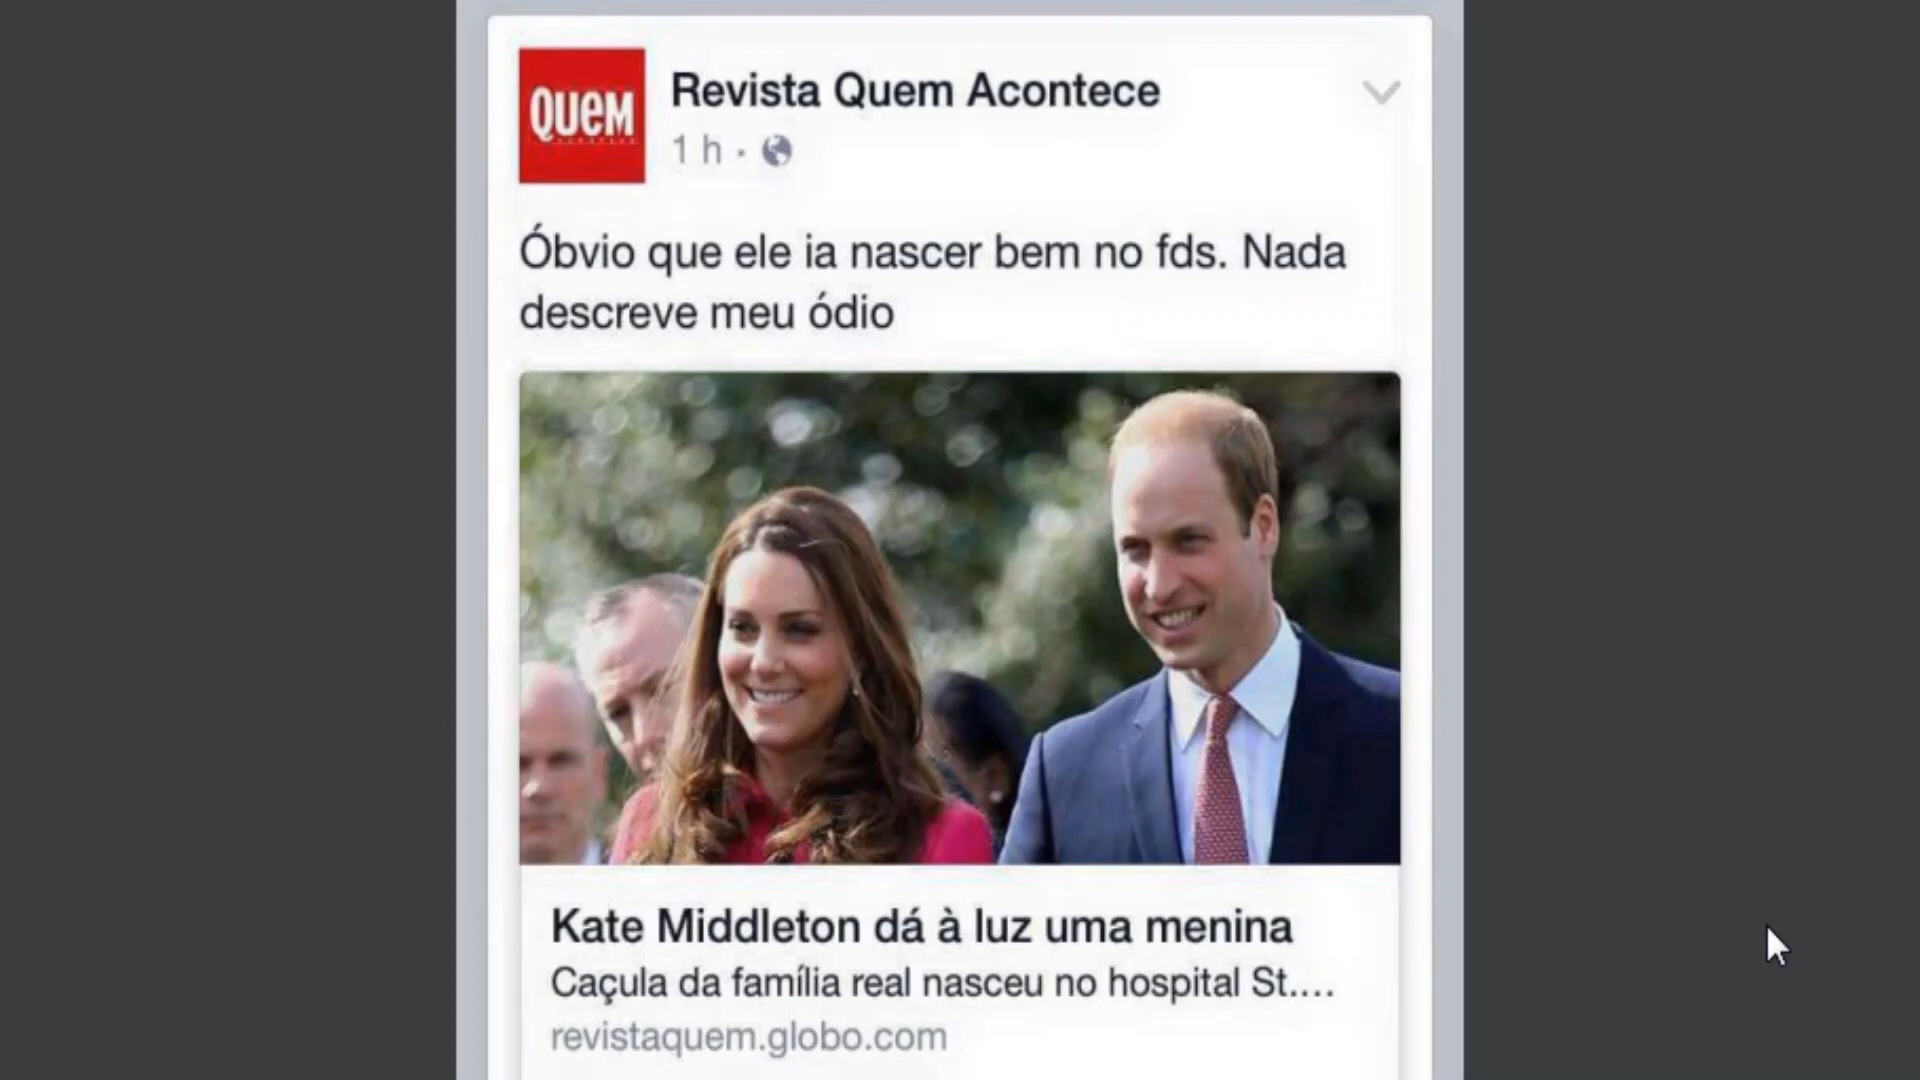 QUEM
Revista Quem Acontece
1 h ·
Óbvio que ele ia nascer bem no fds. Nada
descreve meu ódio
Kate Middleton dá à luz uma menina
Caçula da família real nasceu no hospital St....
revistaquem.globo.com